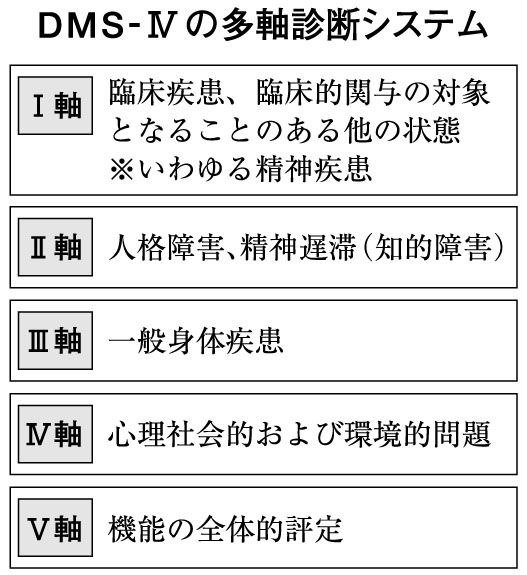 DMS-Ⅳの多軸診断システム
Ⅰ軸 臨床疾患、臨床的関与の対象
となることのある他の状態
※いわゆる精神疾患
Ⅱ軸 人格障害、精神遅滞（知的障害）
Ⅲ軸 一般身体疾患
Ⅳ軸 心理社会的および環境的問題
Ⅴ軸 機能の全体的評定